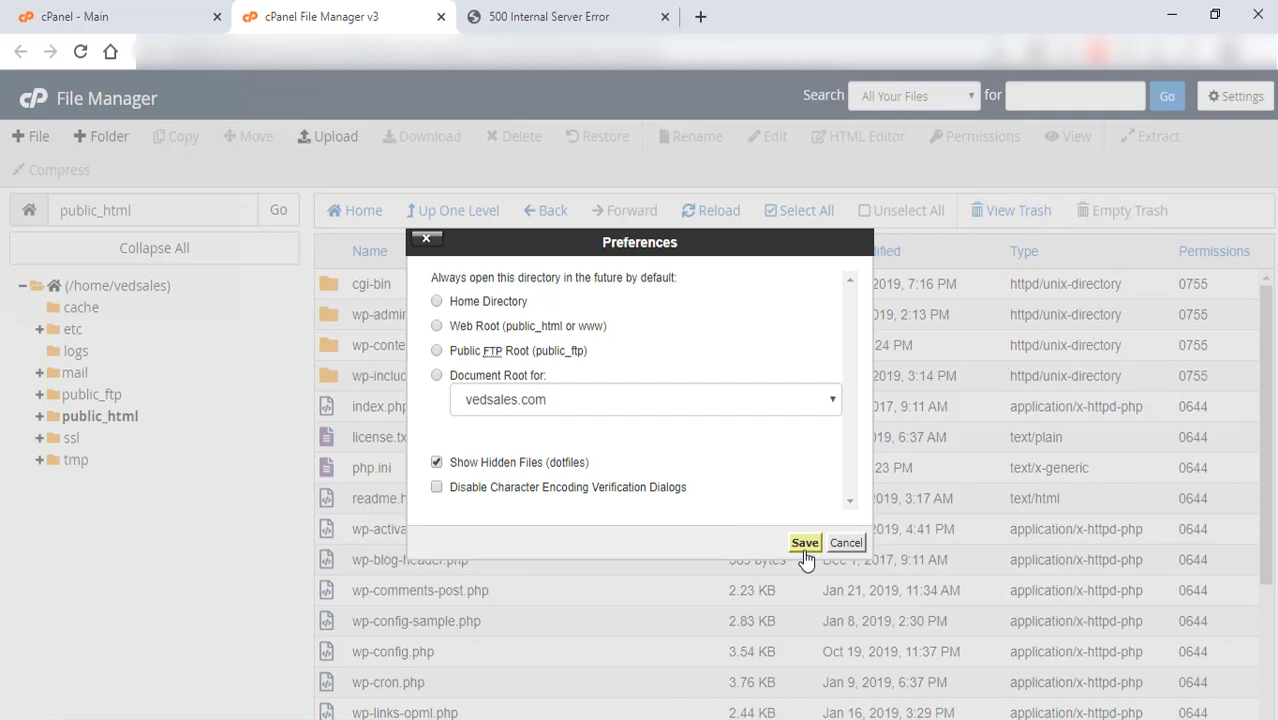 cPanel - Main
cPanel File Manager v3
500 Internal Server Error
cP File Manager
Search All Your Files for Go Settings
File Folder Copy Move Upload Download Delete Restore Rename Edit HTML Editor Permissions View Extract
Compress
public_html Go
Home Up One Level Back Forward Reload Select All Unselect All View Trash Empty Trash
Collapse All
(/home/vedsales)
cache
etc
logs
mail
public_ftp
public_html
ssl
tmp
Preferences
Always open this directory in the future by default:
Home Directory
Web Root (public_html or www)
Public FTP Root (public_ftp)
Document Root for:
vedsales.com
Show Hidden Files (dotfiles)
Disable Character Encoding Verification Dialogs
Save Cancel
Name Type Permissions
cgi-bin 7:16 PM httpd/unix-directory 0755
wp-admin 2:13 PM httpd/unix-directory 0755
wp-conte 24 PM httpd/unix-directory 0755
wp-includ 3:14 PM httpd/unix-directory 0755
index.php 9:11 AM application/x-httpd-php 0644
license.tx 6:37 AM text/plain 0644
php.ini 23 PM text/x-generic 0644
readme.h 3:17 AM text/html 0644
wp-activa 4:41 PM application/x-httpd-php 0644
wp-blog-header.php bytes Dec 1, 2017, 9:11 AM application/x-httpd-php 0644
wp-comments-post.php 2.23 KB Jan 21, 2019, 11:34 AM application/x-httpd-php 0644
wp-config-sample.php 2.83 KB Jan 8, 2019, 2:30 PM application/x-httpd-php 0644
wp-config.php 3.54 KB Oct 19, 2019, 11:37 PM application/x-httpd-php 0644
wp-cron.php 3.76 KB Jan 9, 2019, 6:37 PM application/x-httpd-php 0644
wp-links-opml.php 2.44 KB Jan 16, 2019, 3:29 PM application/x-httpd-php 0644